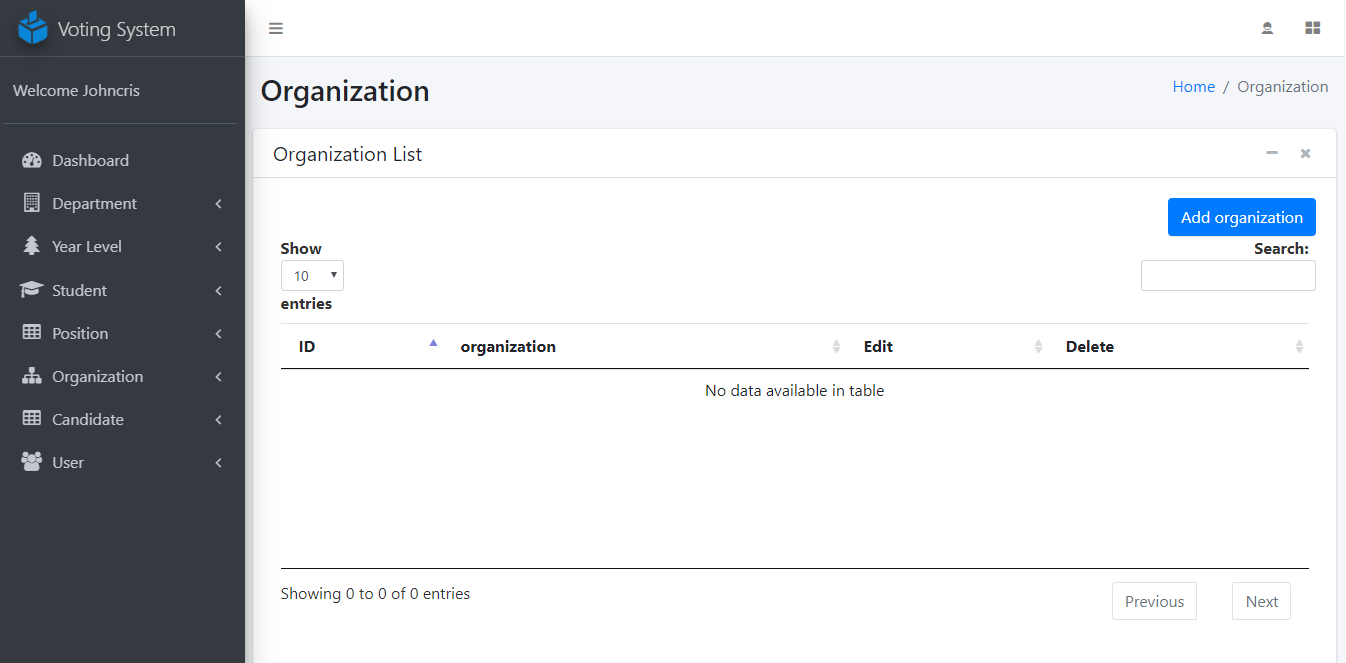 Voting System
Welcome Johncris
Dashboard
Department
Year Level
Student
Position
Organization
Candidate
User
Organization
Home / Organization
Organization List
Add organization
Show
10
entries
Search:
ID organization Edit Delete
No data available in table
Showing 0 to 0 of 0 entries
Previous Next